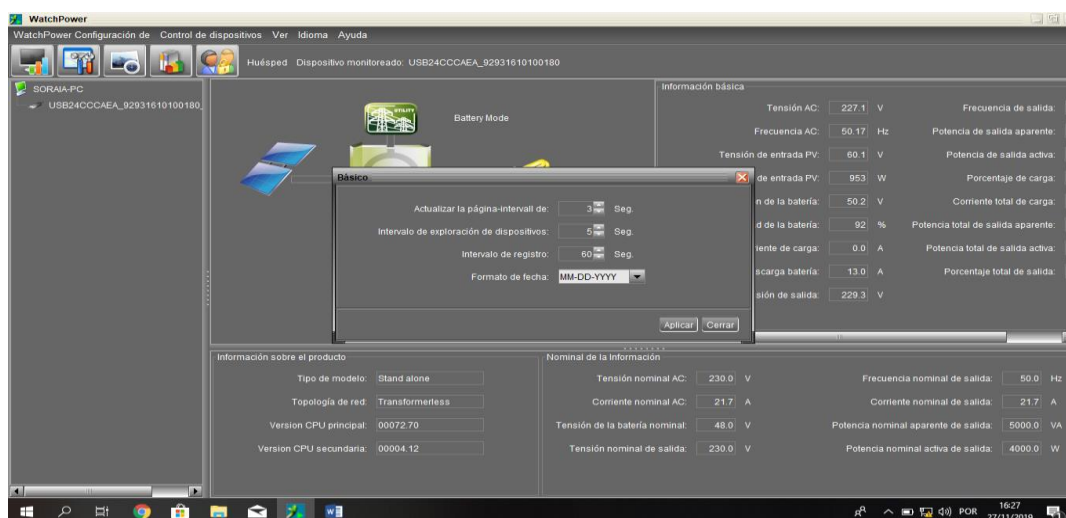 WatchPower
WatchPower Configuración de Control de dispositivos Ver Idioma Ayuda
Huésped Dispositivo monitoreado: USB24CCCAEA_92931610100180
SORAIA-PC
USB24CCCAEA_92931610100180_
UTILITY
Battery Mode
Información básica
Tensión AC: 227.1 V Frecuencia de salida:
Frecuencia AC: 50.17 Hz Potencia de salida aparente:
Tensión de entrada PV: 60.1 V Potencia de salida activa:
de entrada PV: 953 W Porcentaje de carga:
n de la batería: 50.2 V Corriente total de carga:
d de la batería: 92 % Potencia total de salida aparente:
iente de carga: 0.0 A Potencia total de salida activa:
scarga batería: 13.0 A Porcentaje total de salida:
sión de salida: 229.3 V
Básico
Actualizar la página-intervall de: 3 Seg.
Intervalo de exploración de dispositivos: 5 Seg.
Intervalo de registro: 60 Seg.
Formato de fecha: MM-DD-YYYY
Aplicar Cerrar
Información sobre el producto
Tipo de modelo: Stand alone
Topología de red: Transformerless
Version CPU principal: 00072.70
Version CPU secundaria: 00004.12
Nominal de la Información
Tensión nominal AC: 230.0 V Frecuencia nominal de salida: 50.0 Hz
Corriente nominal AC: 21.7 A Corriente nominal de salida: 21.7 A
Tensión de la batería nominal: 48.0 V Potencia nominal aparente de salida: 5000.0 VA
Tensión nominal de salida: 230.0 V Potencia nominal activa de salida: 4000.0 W
POR
16:27
27/11/2019